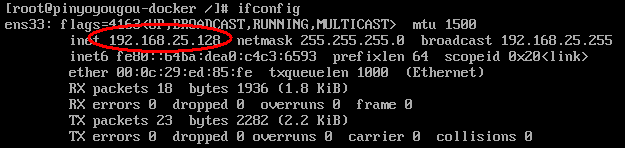 [root@pinyoyougou-docker /]# ifconfig
ens33: flags=4163<UP,BROADCAST,RUNNING,MULTICAST>  mtu 1500
        inet 192.168.25.128  netmask 255.255.255.0  broadcast 192.168.25.255
        inet6 fe80::64ba:dea0:c4c3:6593  prefixlen 64  scopeid 0x20<link>
        ether 00:0c:29:ed:85:fe  txqueuelen 1000  (Ethernet)
        RX packets 18  bytes 1936 (1.8 KiB)
        RX errors 0  dropped 0  overruns 0  frame 0
        TX packets 23  bytes 2282 (2.2 KiB)
        TX errors 0  dropped 0 overruns 0  carrier 0  collisions 0